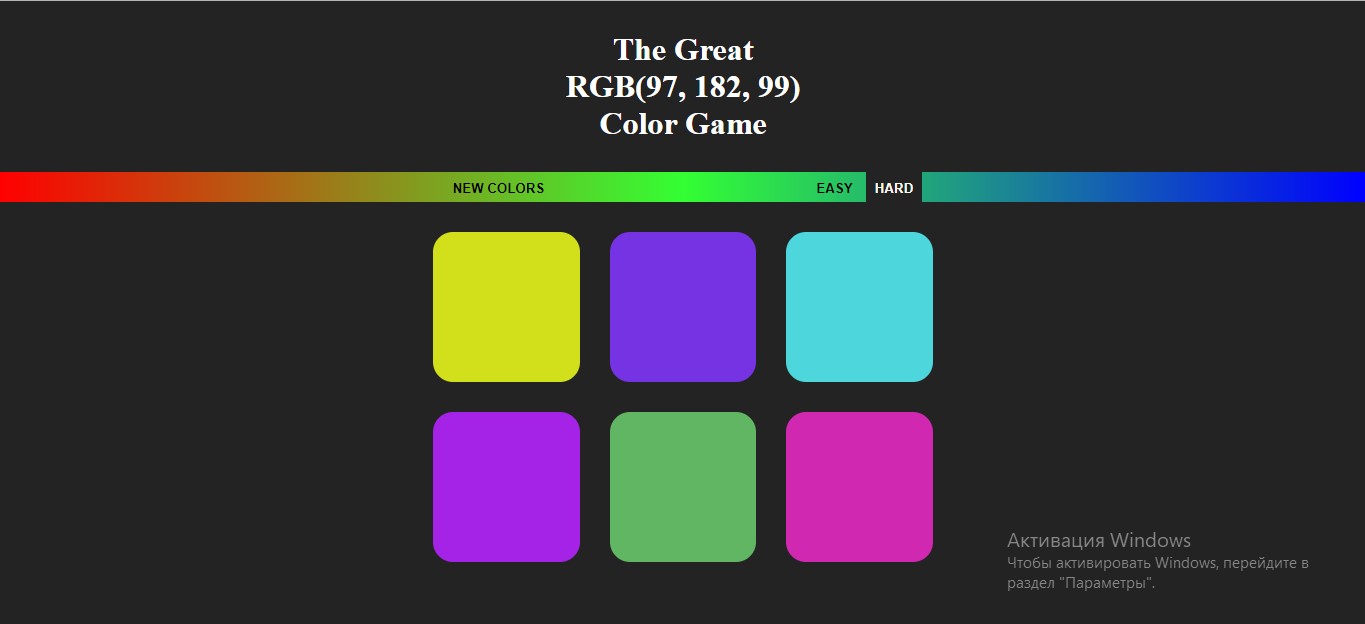 The Great
RGB(97, 182, 99)
Color Game
NEW COLORS EASY HARD
Активация Windows
Чтобы активировать Windows, перейдите в
раздел "Параметры".